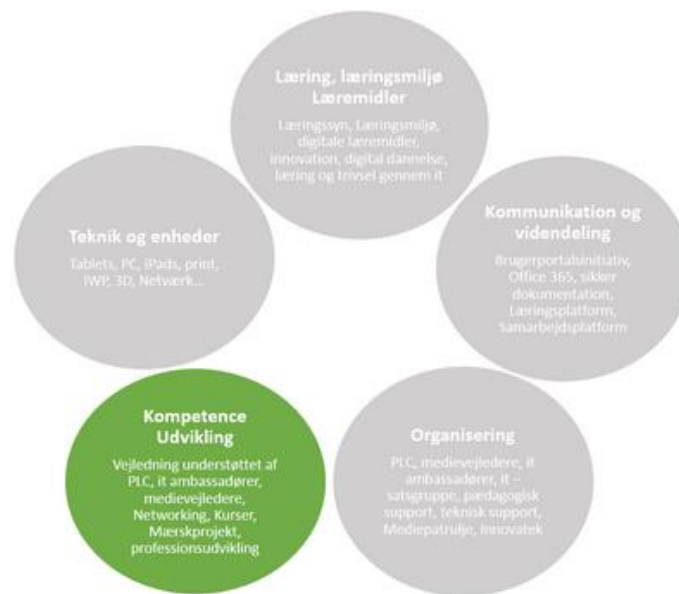 Læring, læringsmiljø
Læremidler
Læringssyn, Læringsmiljø,
digitale læremidler,
innovation, digital dannelse,
læring og trivsel gennem it
Teknik og enheder
Tablets, PC, iPads, print,
IWP, 3D, Netværk...
Kommunikation og
videndeling
Brugerportalsinitiativ,
Office 365, sikker
dokumentation,
Læringsplatform,
Samarbejdsplatform
Kompetence
Udvikling
Vejledning understøttet af
PLC, it ambassadører,
medievejledere,
Networking, Kurser,
Mærskprojekt,
professionsudvikling
Organisering
PLC, medievejledere, it
ambassadører, it –
satsgruppe, pædagogisk
support, teknisk support,
Mediepatrulje, innovatek